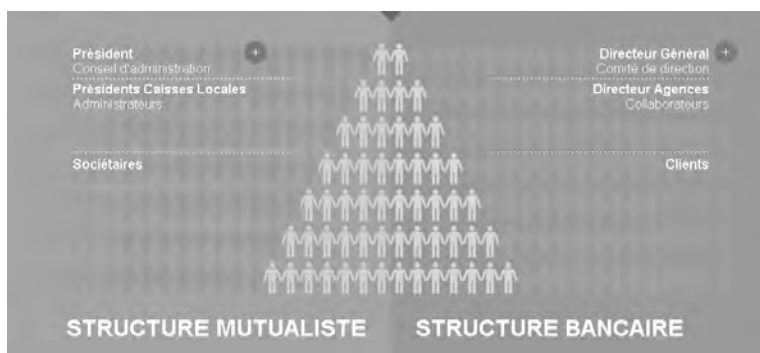 Président
Conseil d'administration
Présidents Caisses Locales
Administrateurs
Sociétaires
Directeur Général
Comité de direction
Directeur Agences
Collaborateurs
Clients
STRUCTURE MUTUALISTE
STRUCTURE BANCAIRE